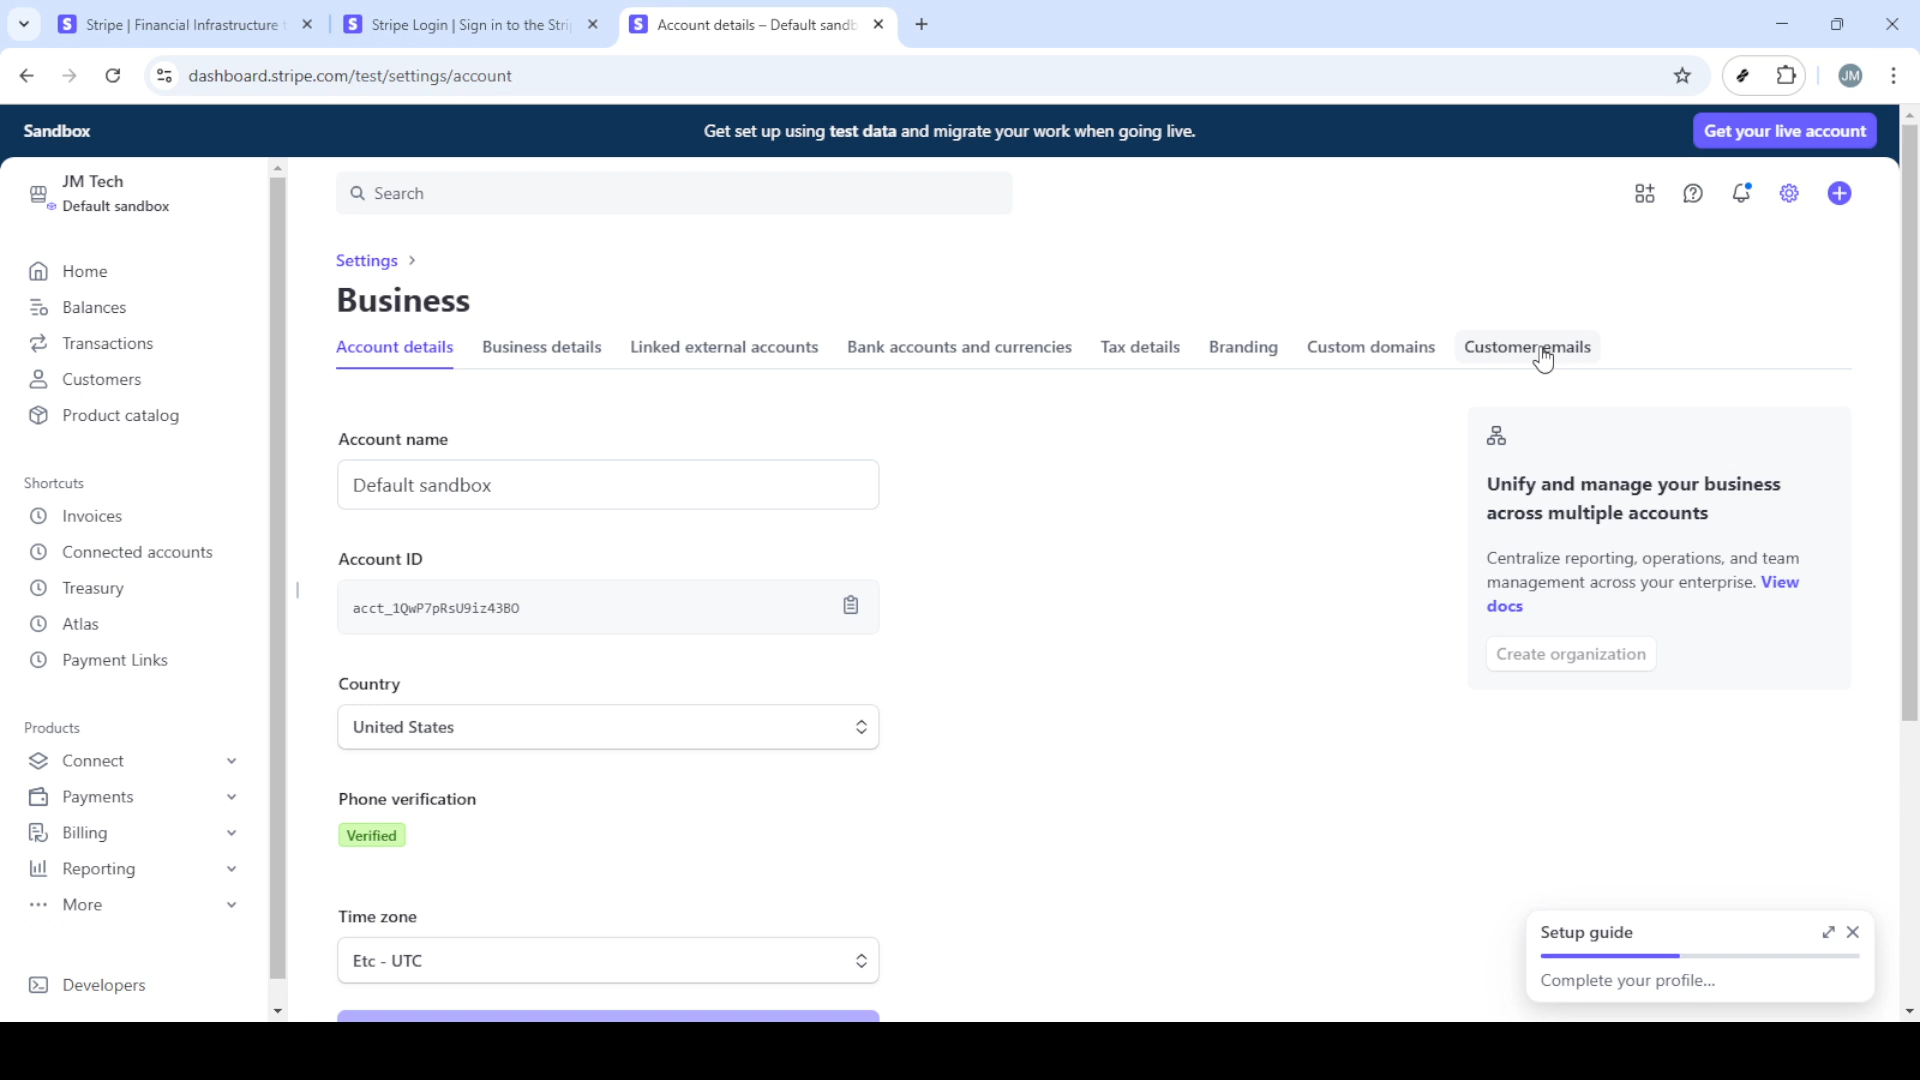 Stripe | Financial Infrastructure t
Stripe Login | Sign in to the Stri
Account details – Default sandb
dashboard.stripe.com/test/settings/account
JM
Sandbox
Get set up using test data and migrate your work when going live.
Get your live account
JM Tech
Default sandbox
Search
Home
Balances
Transactions
Customers
Product catalog
Shortcuts
Invoices
Connected accounts
Treasury
Atlas
Payment Links
Products
Connect
Payments
Billing
Reporting
More
Developers
Settings
Business
Account details
Business details
Linked external accounts
Bank accounts and currencies
Tax details
Branding
Custom domains
Customer emails
Account name
Default sandbox
Account ID
acct_1QwP7pRsU9iz43BO
Country
United States
Phone verification
Verified
Time zone
Etc - UTC
Unify and manage your business
across multiple accounts
Centralize reporting, operations, and team
management across your enterprise. View
docs
Create organization
Setup guide
Complete your profile...